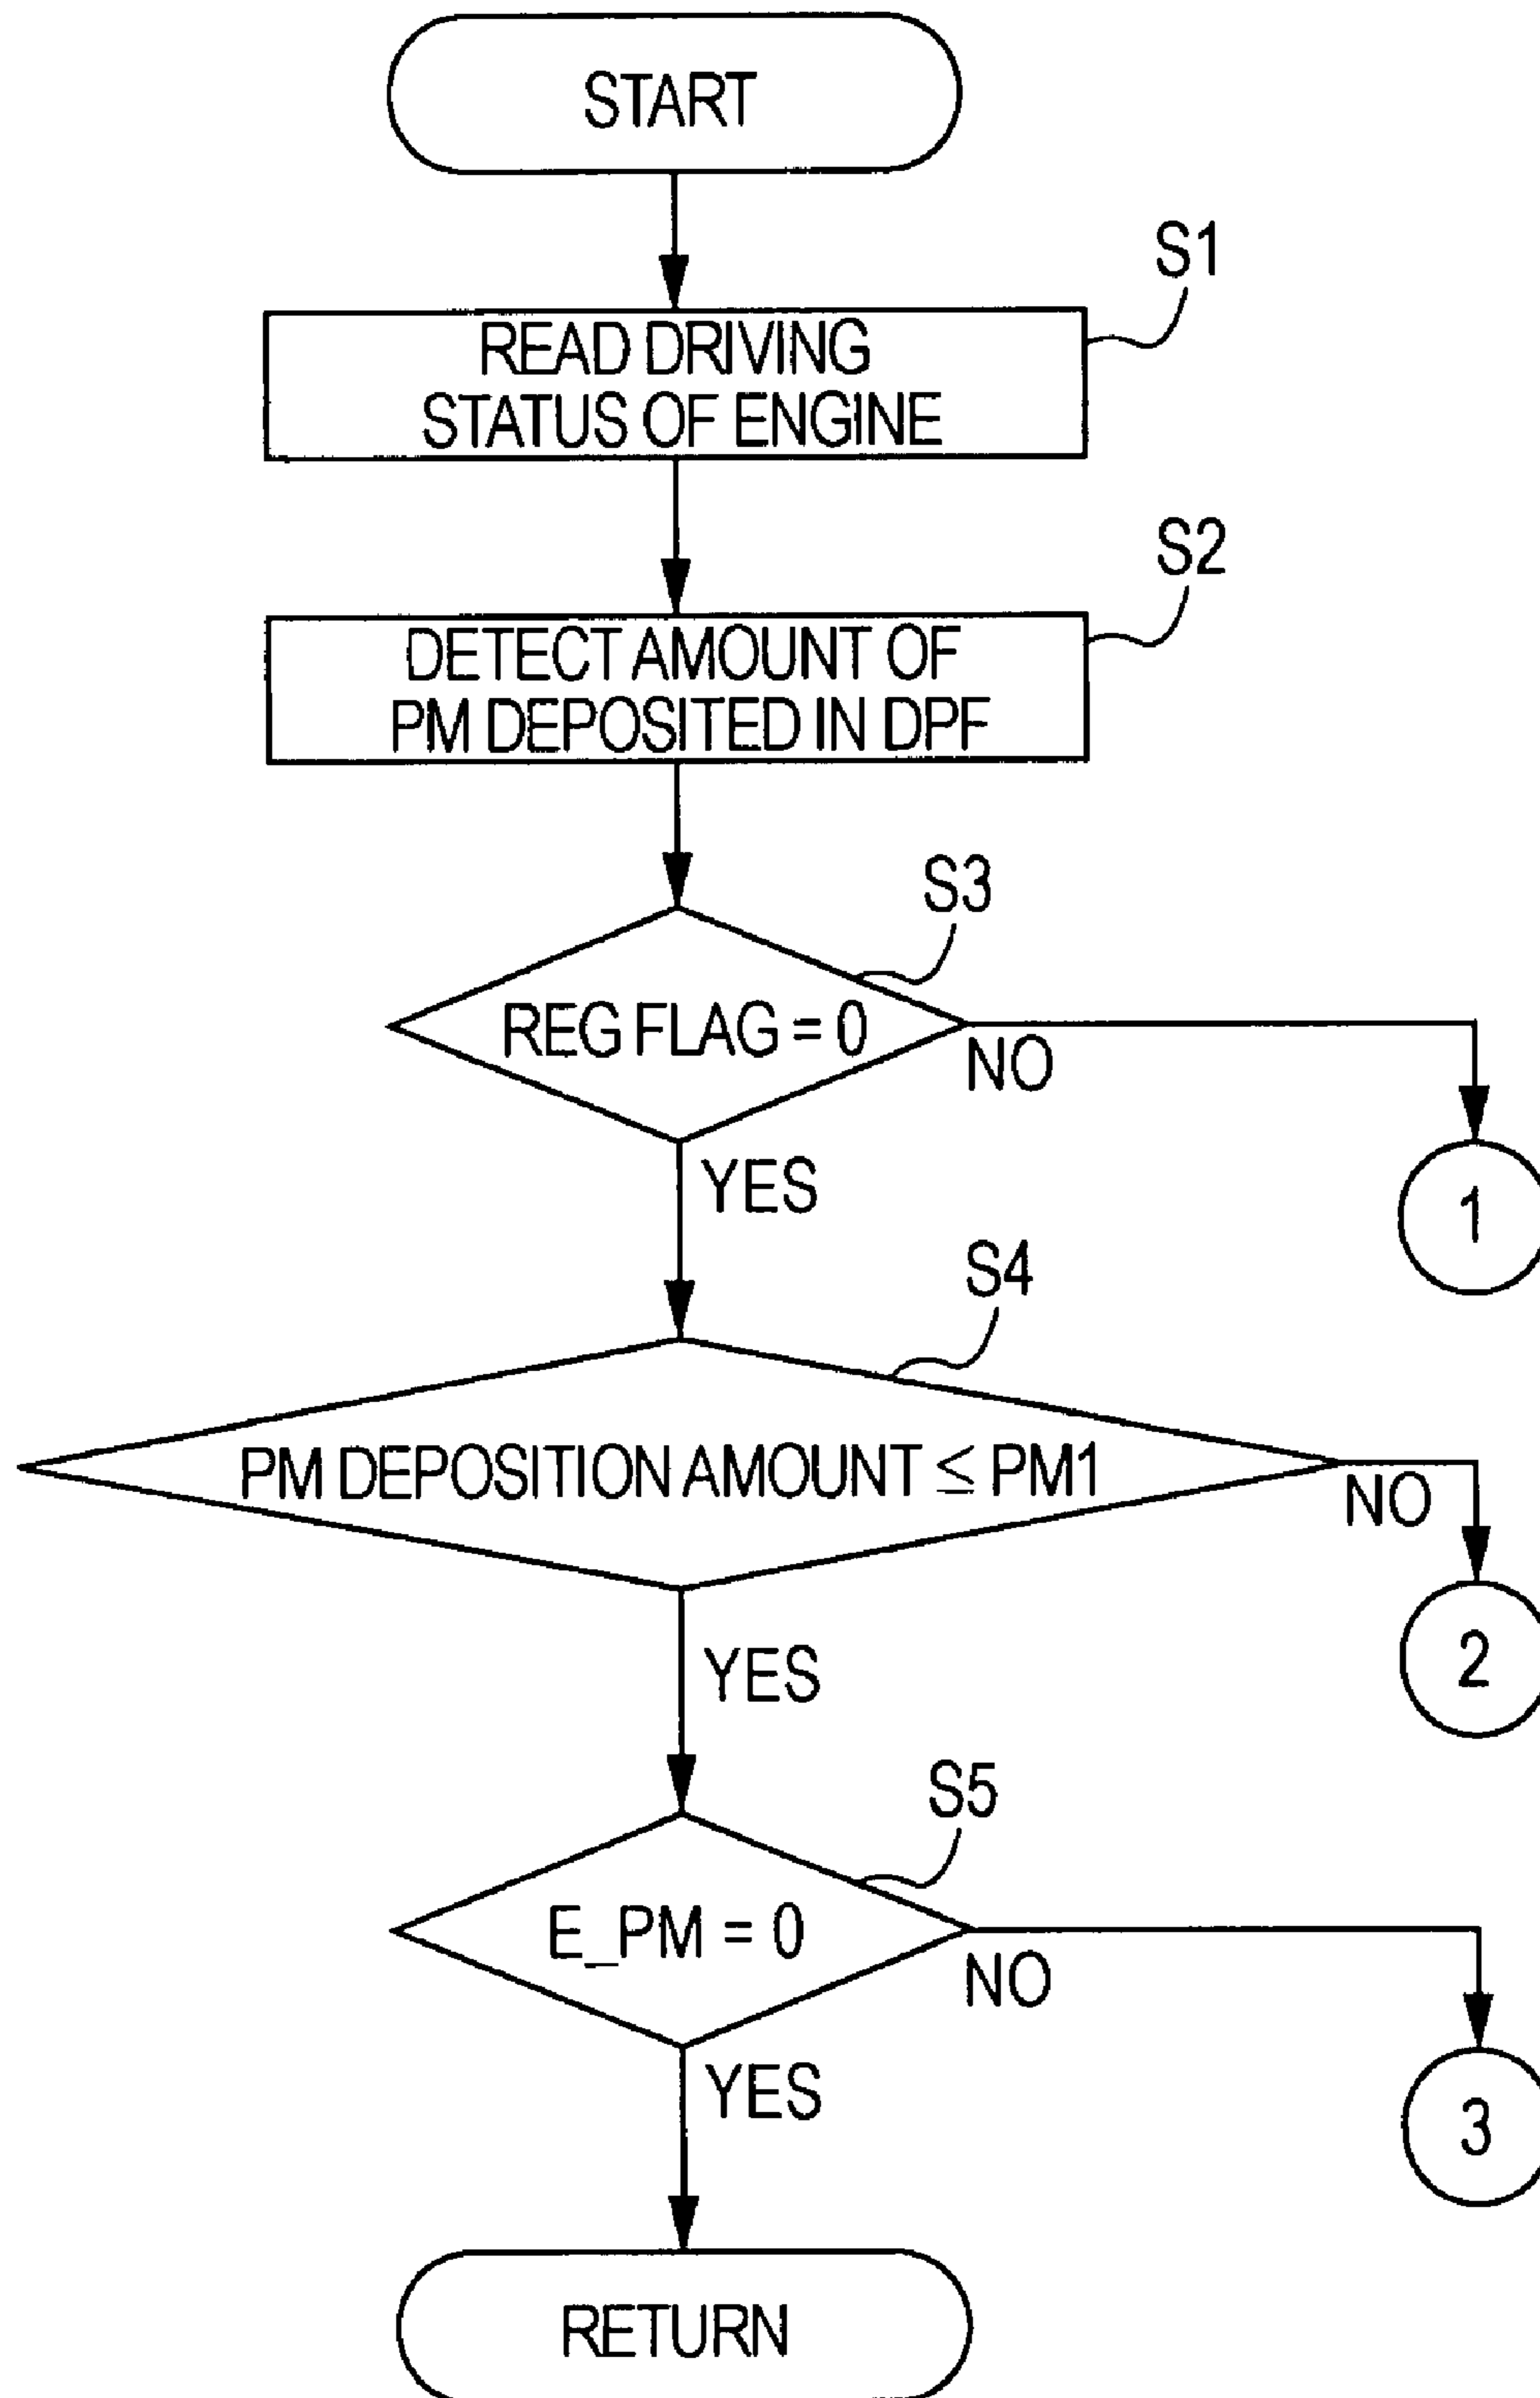 START
S1
READ DRIVING
STATUS OF ENGINE
S2
DETECT AMOUNT OF
PM DEPOSITED IN DPF
S3
REG FLAG = 0
NO
YES
1
S4
PM DEPOSITION AMOUNT ≤ PM1
NO
YES
2
S5
E_PM = 0
NO
YES
3
RETURN